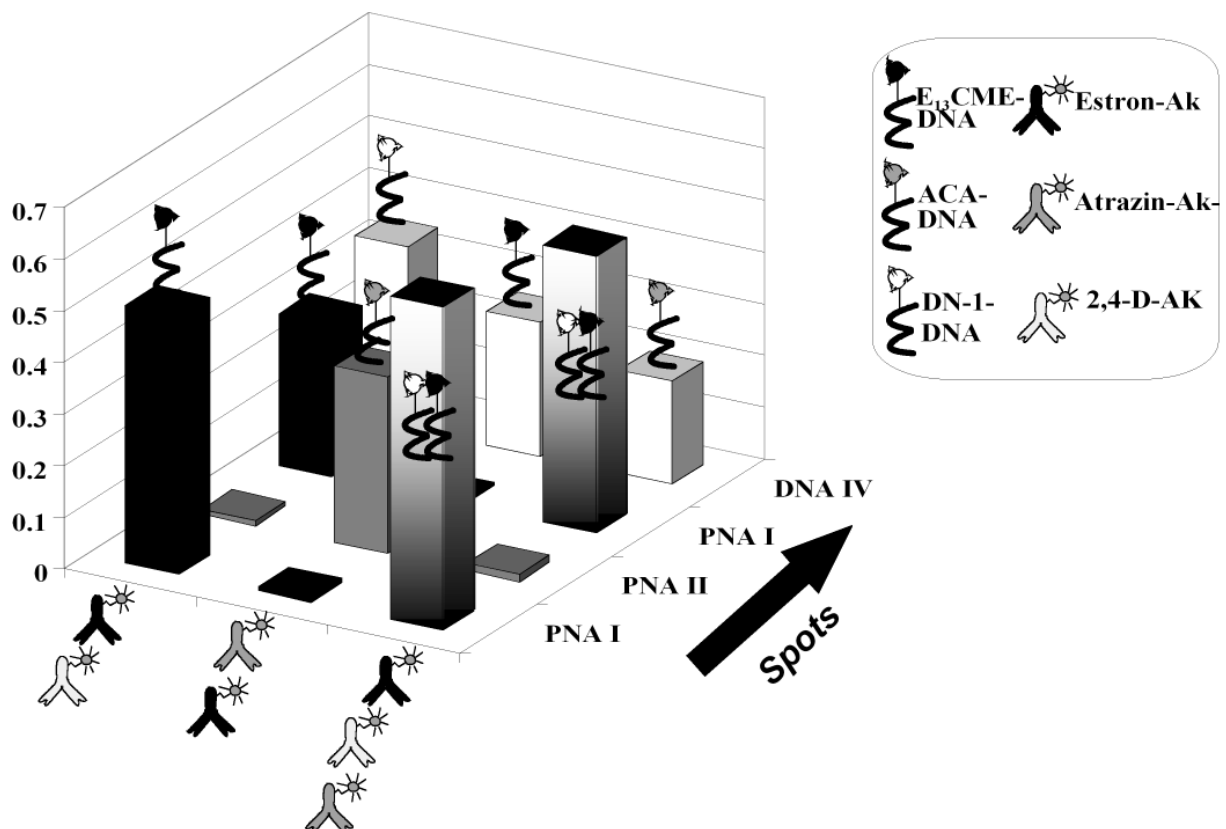 0.7
0.6
0.5
0.4
0.3
0.2
0.1
0
PNA I
PNA II
PNA I
DNA IV
Spots
E13CME-
DNA
Estron-Ak
ACA-
DNA
Atrazin-Ak-
DN-1-
DNA
2,4-D-AK